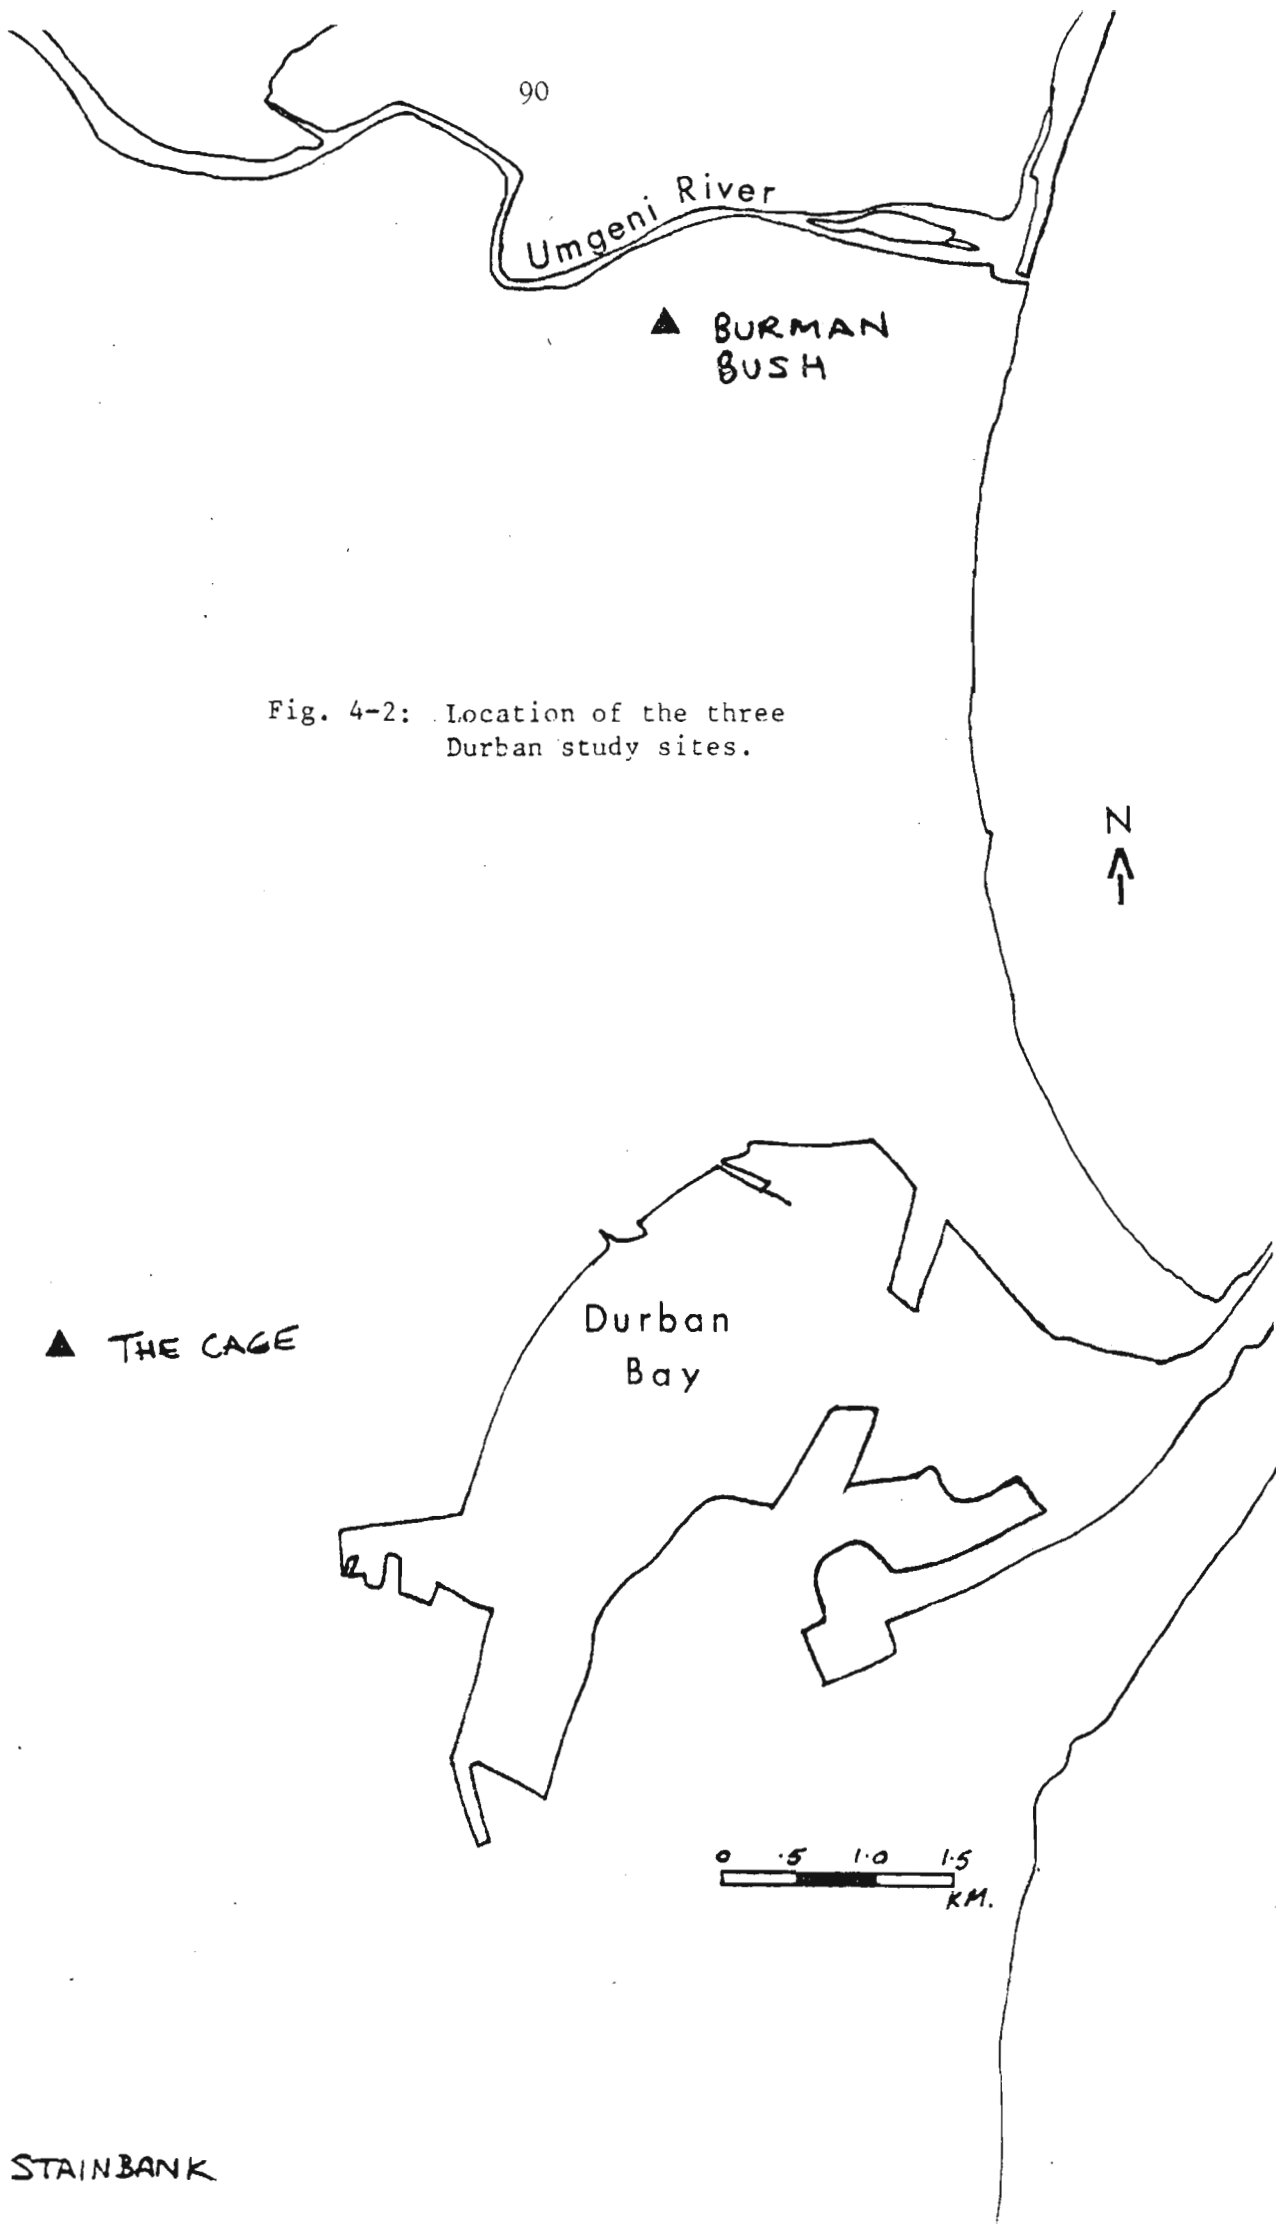 90
Umgeni River
BURMAN
BUSH
Fig. 4-2: Location of the three
Durban study sites.
N
THE CAGE
Durban
Bay
0 .5 1.0 1.5
KM.
STAINBANK